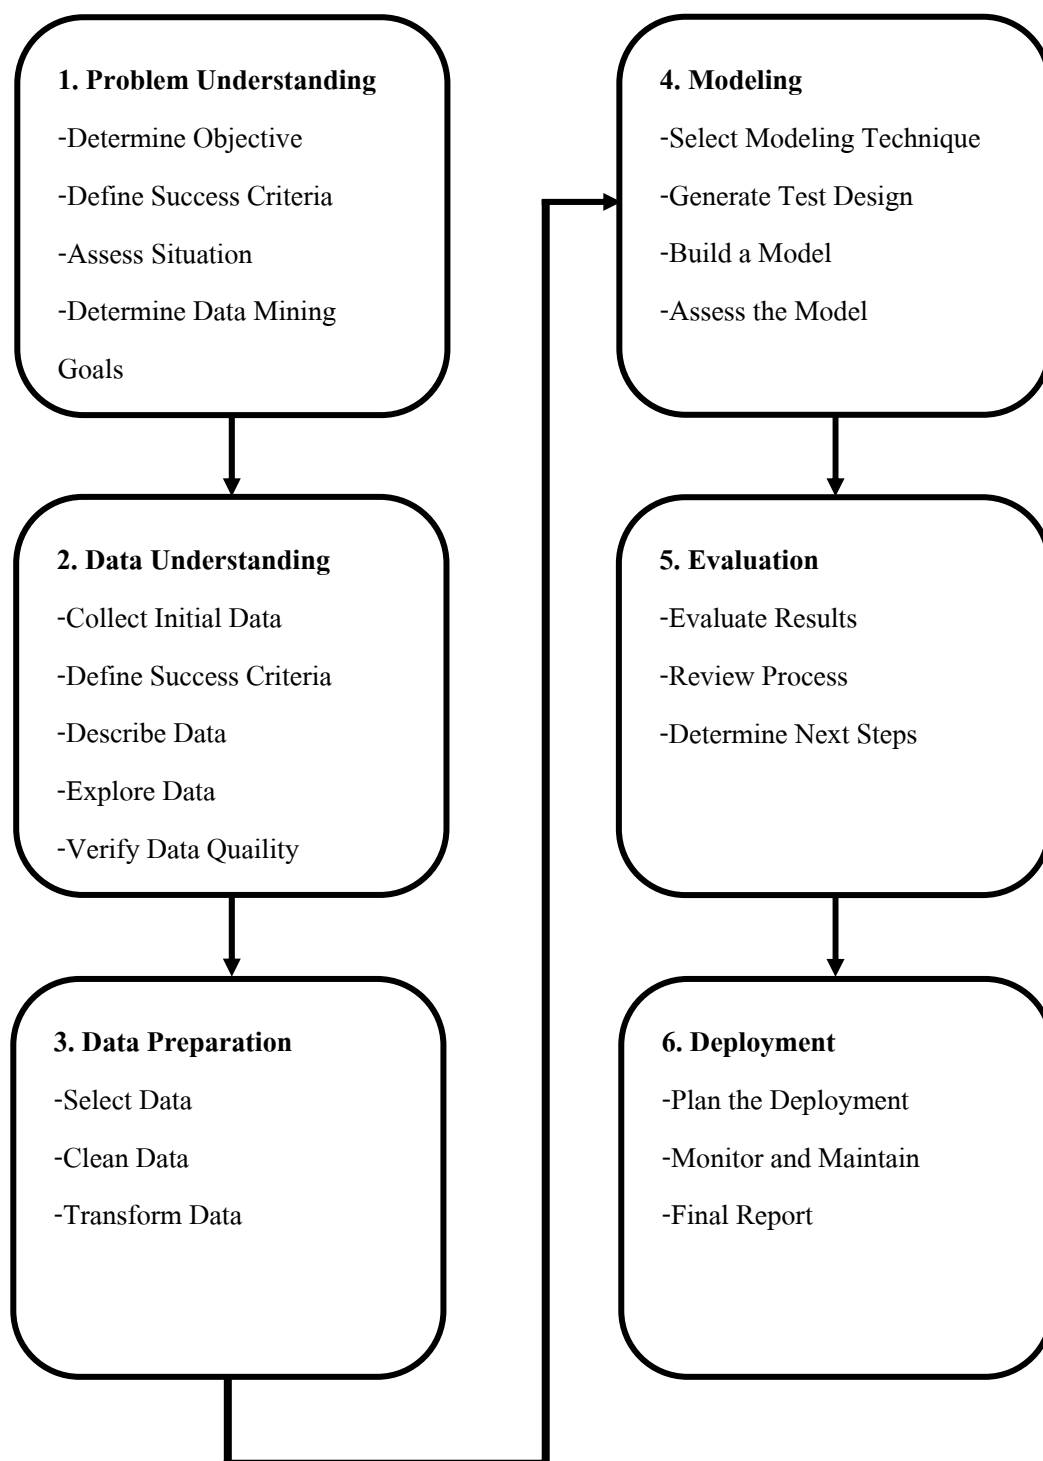 1. Problem Understanding
-Determine Objective
-Define Success Criteria
-Assess Situation
-Determine Data Mining
Goals
2. Data Understanding
-Collect Initial Data
-Define Success Criteria
-Describe Data
-Explore Data
-Verify Data Quaility
3. Data Preparation
-Select Data
-Clean Data
-Transform Data
4. Modeling
-Select Modeling Technique
-Generate Test Design
-Build a Model
-Assess the Model
5. Evaluation
-Evaluate Results
-Review Process
-Determine Next Steps
6. Deployment
-Plan the Deployment
-Monitor and Maintain
-Final Report